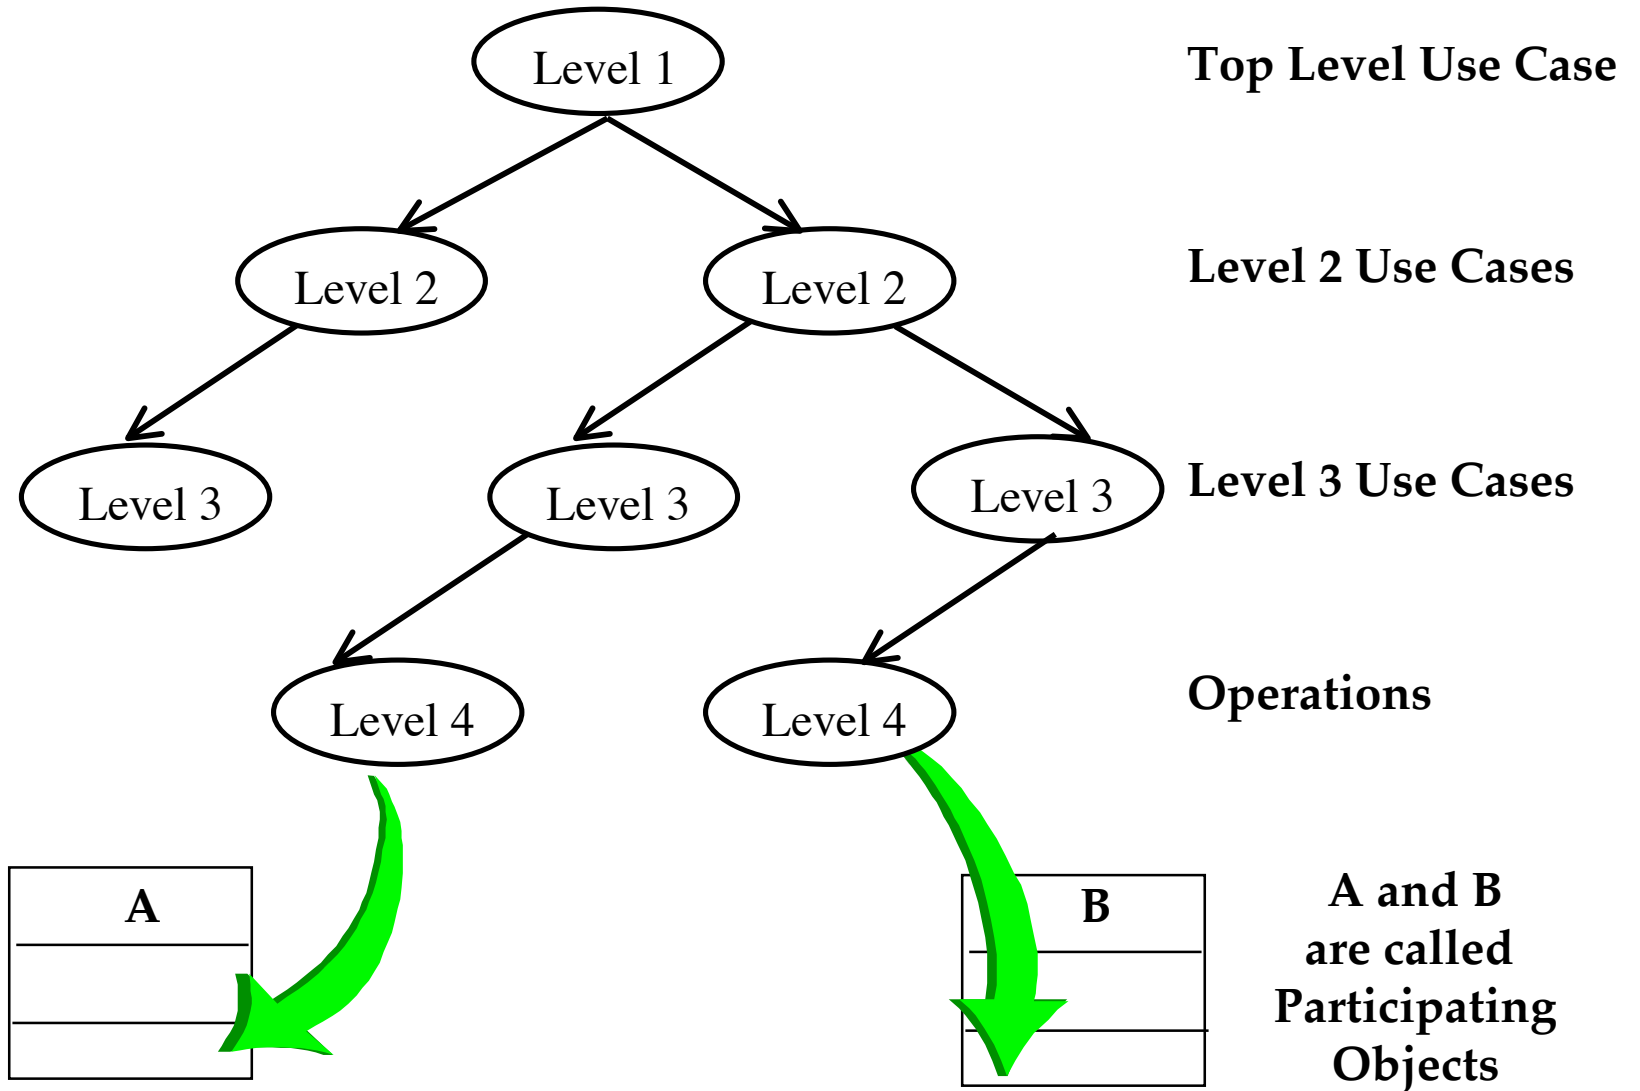 Level 1
Top Level Use Case
Level 2
Level 2
Level 2 Use Cases
Level 3
Level 3
Level 3
Level 3 Use Cases
Level 4
Level 4
Operations
A
B
A and B
are called
Participating
Objects